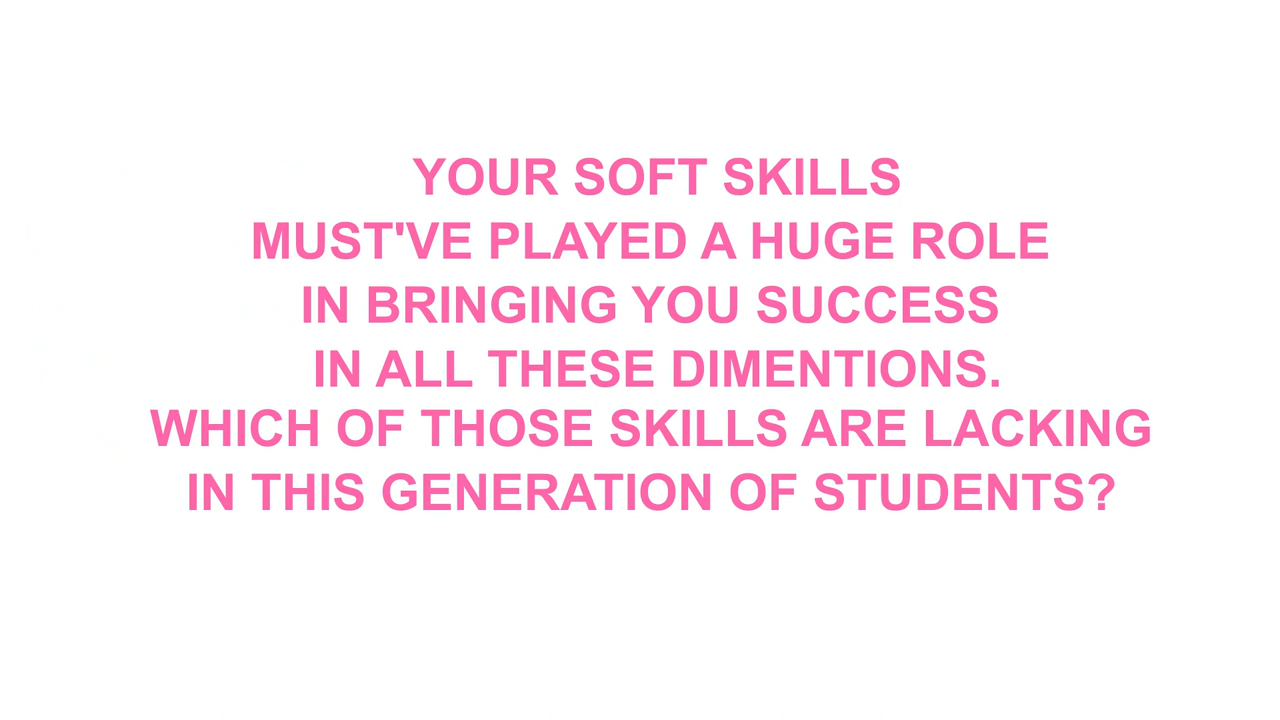 YOUR SOFT SKILLS
MUST'VE PLAYED A HUGE ROLE
IN BRINGING YOU SUCCESS
IN ALL THESE DIMENTIONS.
WHICH OF THOSE SKILLS ARE LACKING
IN THIS GENERATION OF STUDENTS?